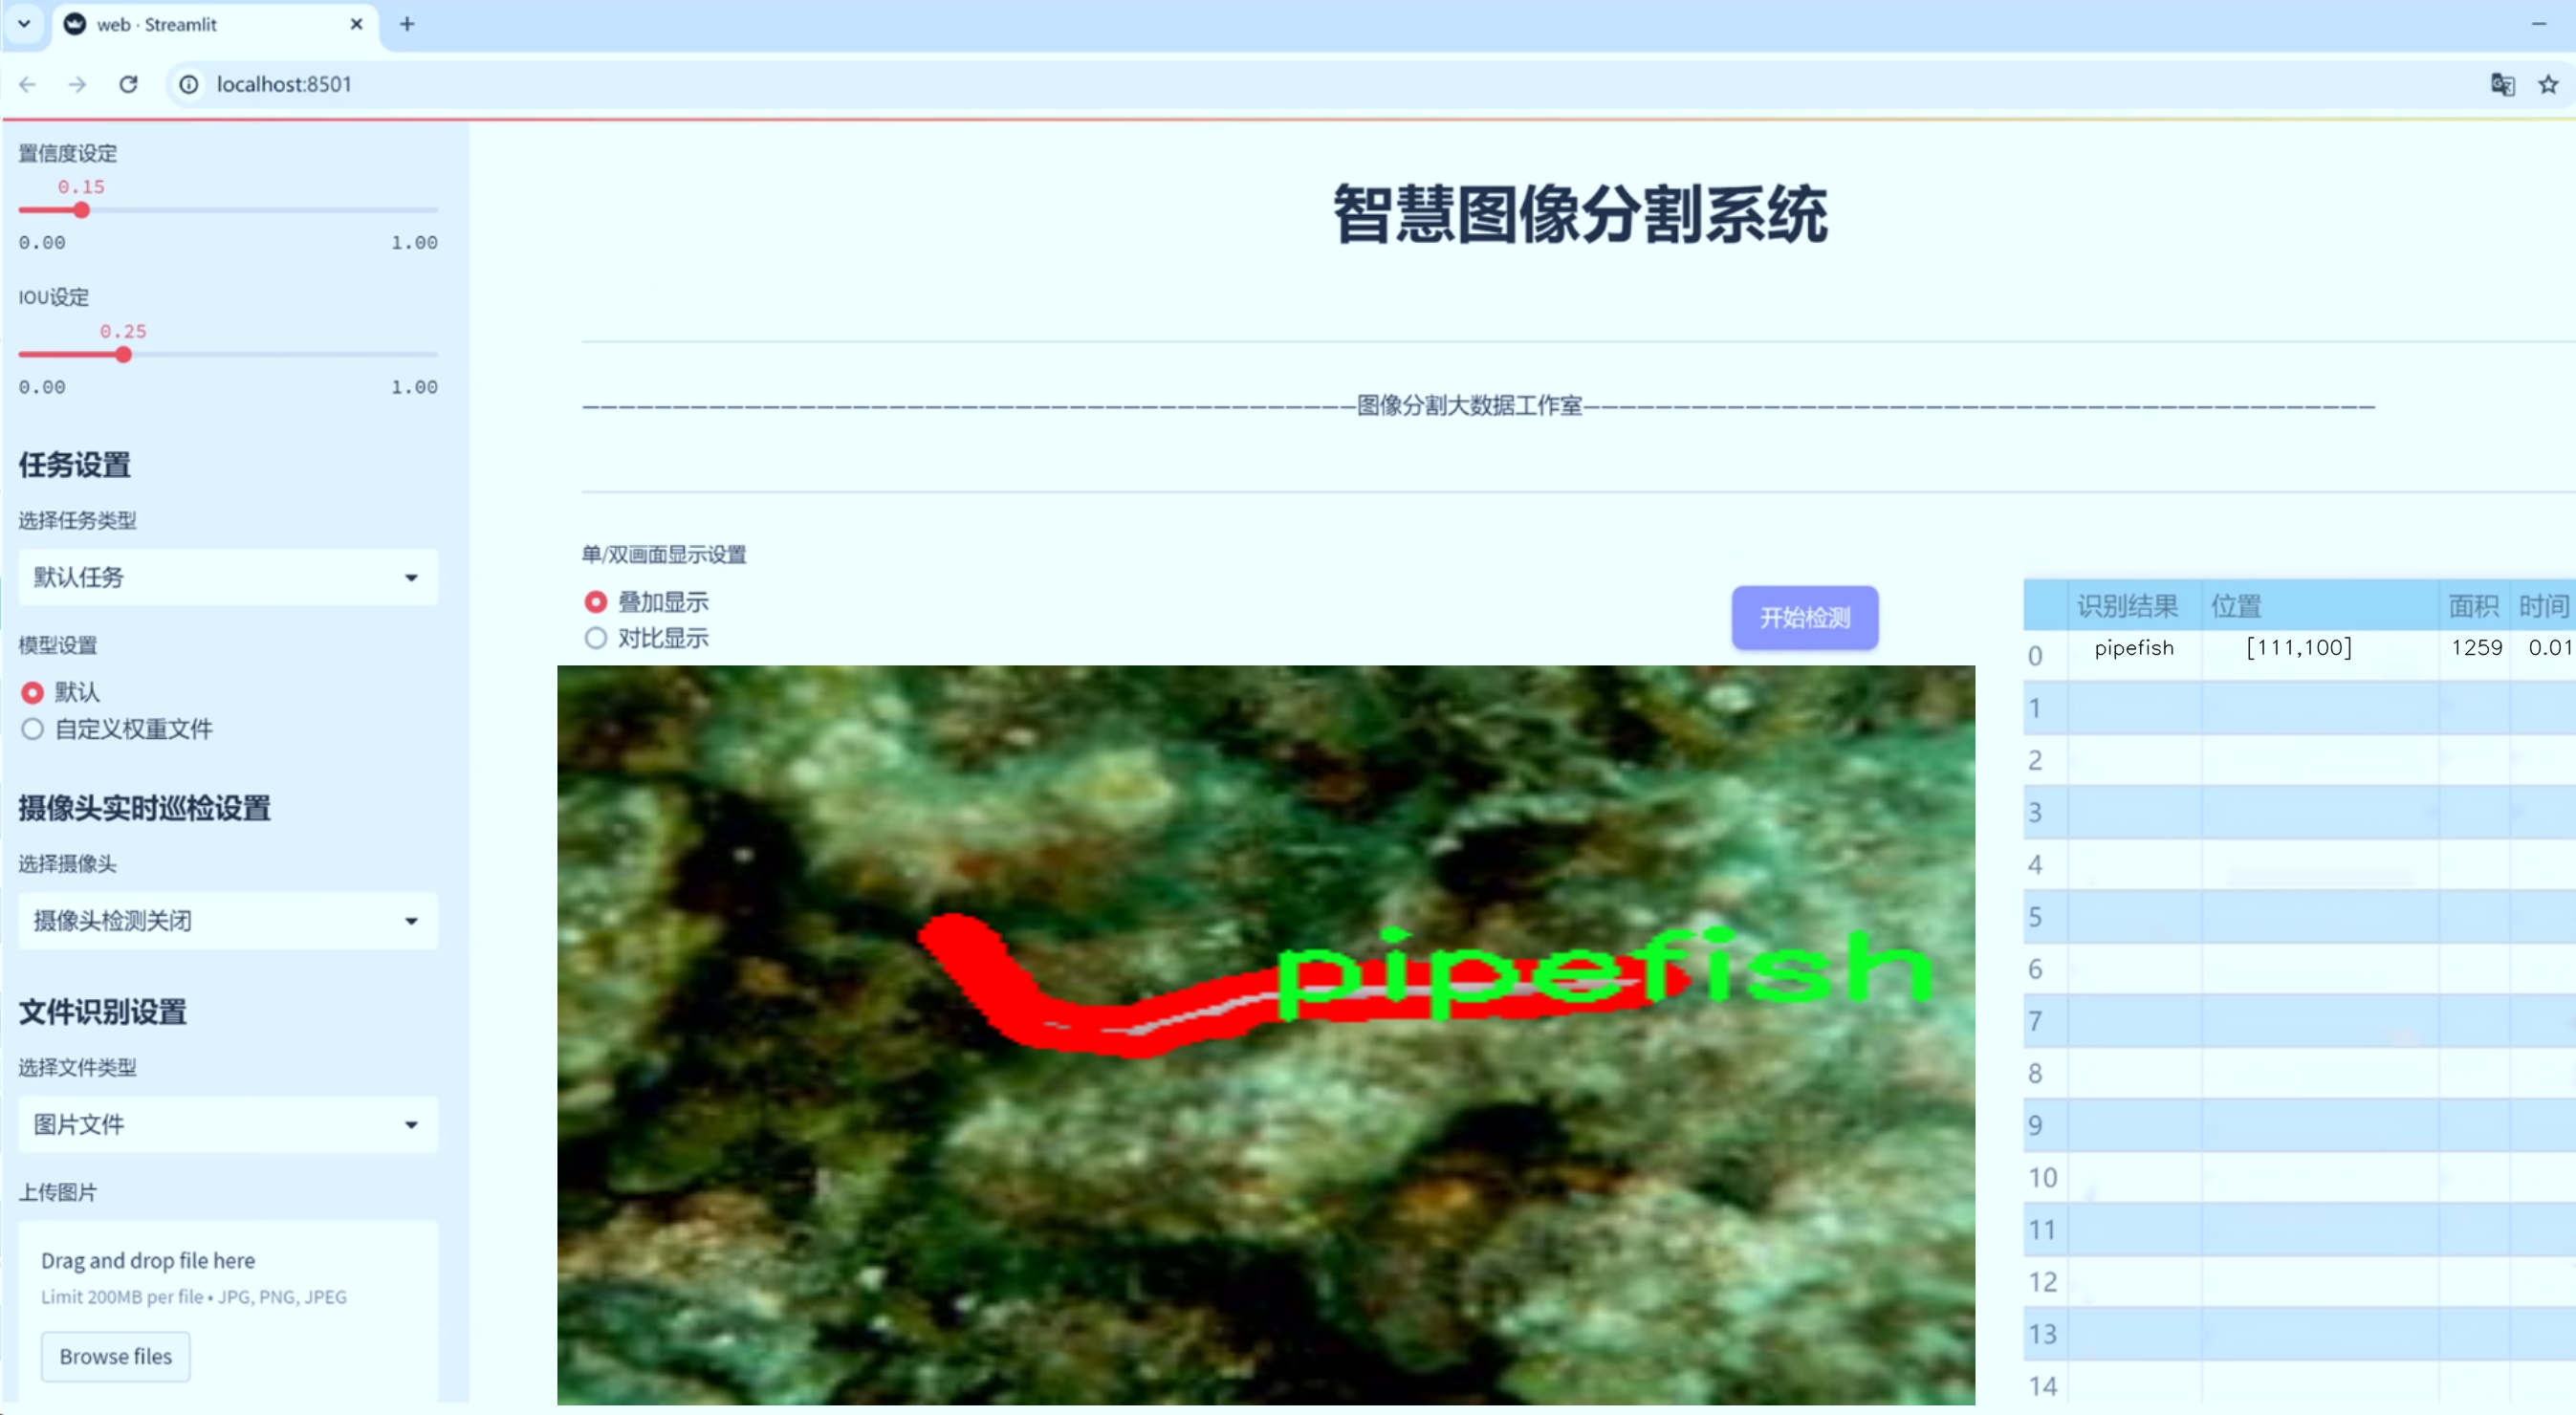 web · Streamlit
localhost:8501
置信度设定
0.15
0.00 1.00
IOU设定
0.25
0.00 1.00
任务设置
选择任务类型
默认任务
模型设置
默认
自定义权重文件
摄像头实时巡检设置
选择摄像头
摄像头检测关闭
文件识别设置
选择文件类型
图片文件
上传图片
Drag and drop file here
Limit 200MB per file • JPG, PNG, JPEG
Browse files
智慧图像分割系统
———————————————————————————————————————————图像分割大数据工作室————————————————————————————————————————————
单/双画面显示设置
叠加显示
对比显示
开始检测
pipefish
识别结果 位置 面积 时间
0 pipefish [111,100] 1259 0.01
1
2
3
4
5
6
7
8
9
10
11
12
13
14